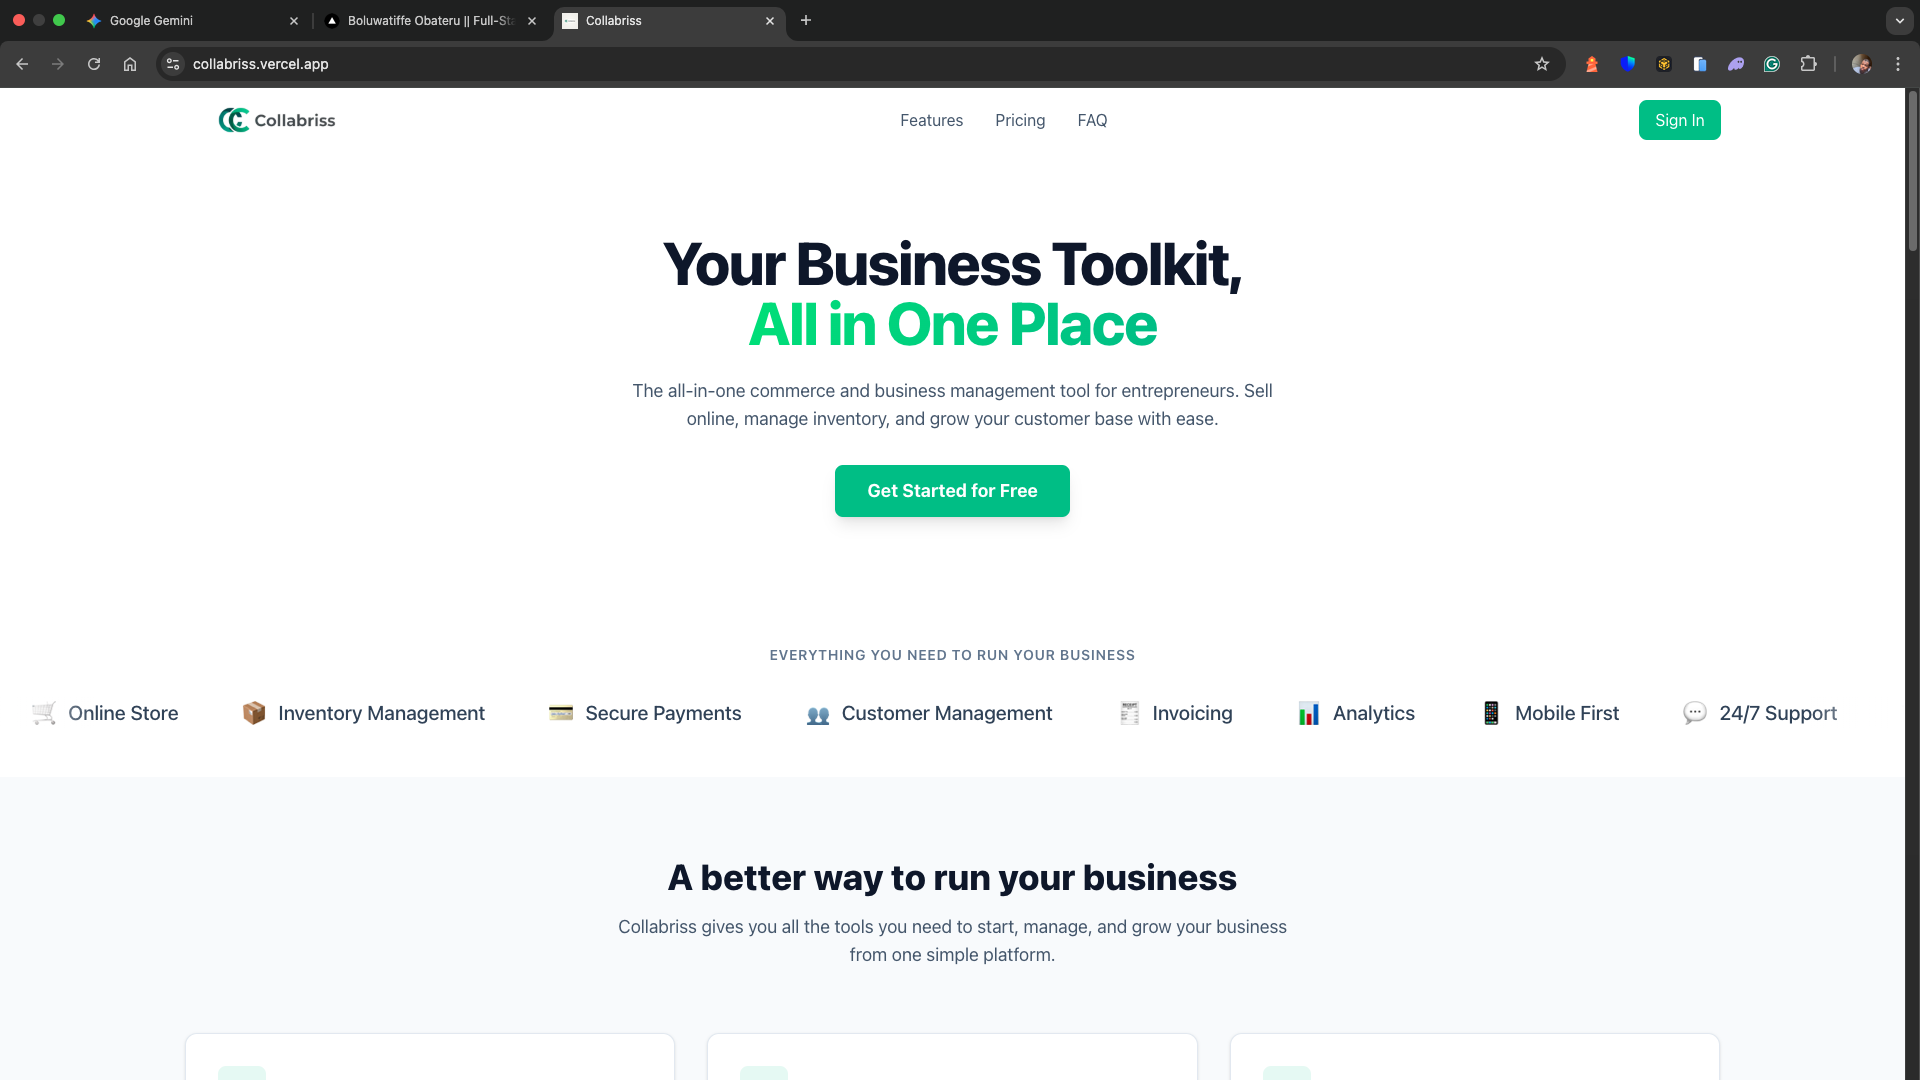 Google Gemini
Boluwatiffe Obateru || Full-Sta
Collabriss
collabriss.vercel.app
Collabriss
Features
Pricing
FAQ
Sign In
Your Business Toolkit,
All in One Place
The all-in-one commerce and business management tool for entrepreneurs. Sell
online, manage inventory, and grow your customer base with ease.
Get Started for Free
EVERYTHING YOU NEED TO RUN YOUR BUSINESS
Online Store
Inventory Management
Secure Payments
Customer Management
Invoicing
Analytics
Mobile First
24/7 Support
A better way to run your business
Collabriss gives you all the tools you need to start, manage, and grow your business
from one simple platform.